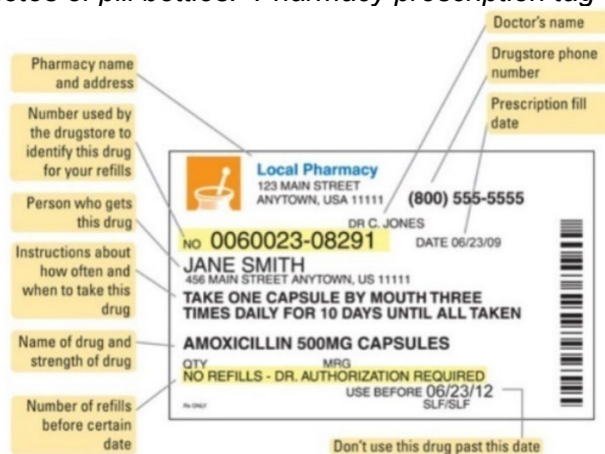 Doctor's name
Drugstore phone
number
Prescription fill
date
Pharmacy name
and address
Number used by
the drugstore to
identify this drug
for your refills
Person who gets
this drug
Instructions about
how often and
when to take this
drug
Name of drug and
strength of drug
Number of refills
before certain
date
Local Pharmacy
123 MAIN STREET
ANYTOWN, USA 11111
(800) 555-5555
DR C. JONES
NO 0060023-08291
DATE 06/23/09
JANE SMITH
456 MAIN STREET ANYTOWN, US 11111
TAKE ONE CAPSULE BY MOUTH THREE
TIMES DAILY FOR 10 DAYS UNTIL ALL TAKEN
AMOXICILLIN 500MG CAPSULES
QTY MRG
NO REFILLS - DR. AUTHORIZATION REQUIRED
USE BEFORE 06/23/12
SLF/SLF
Rx ONLY
Don't use this drug past this date